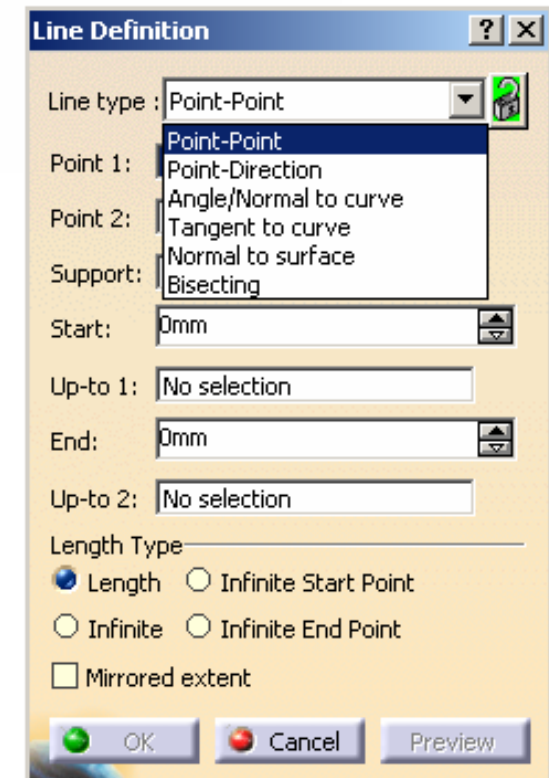 Line Definition
? X
Line type : Point-Point
Point-Point
Point 1:
Point-Direction
Angle/Normal to curve
Point 2:
Tangent to curve
Normal to surface
Support:
Bisecting
Start: 0mm
Up-to 1: No selection
End: 0mm
Up-to 2: No selection
Length Type
Length Infinite Start Point
Infinite Infinite End Point
Mirrored extent
OK Cancel Preview